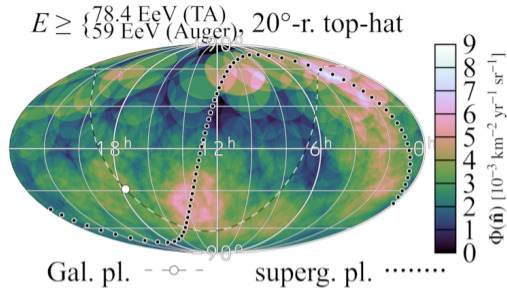 E ≥ {78.4 EeV (TA)
59 EeV (Auger), 20°-r. top-hat
90°
18h 12h 6h 0h
−90°
9
8
7
6
5
4
3
2
1
0
Φ(n̂) [10⁻³ km⁻² yr⁻¹ sr⁻¹]
Gal. pl. superg. pl.